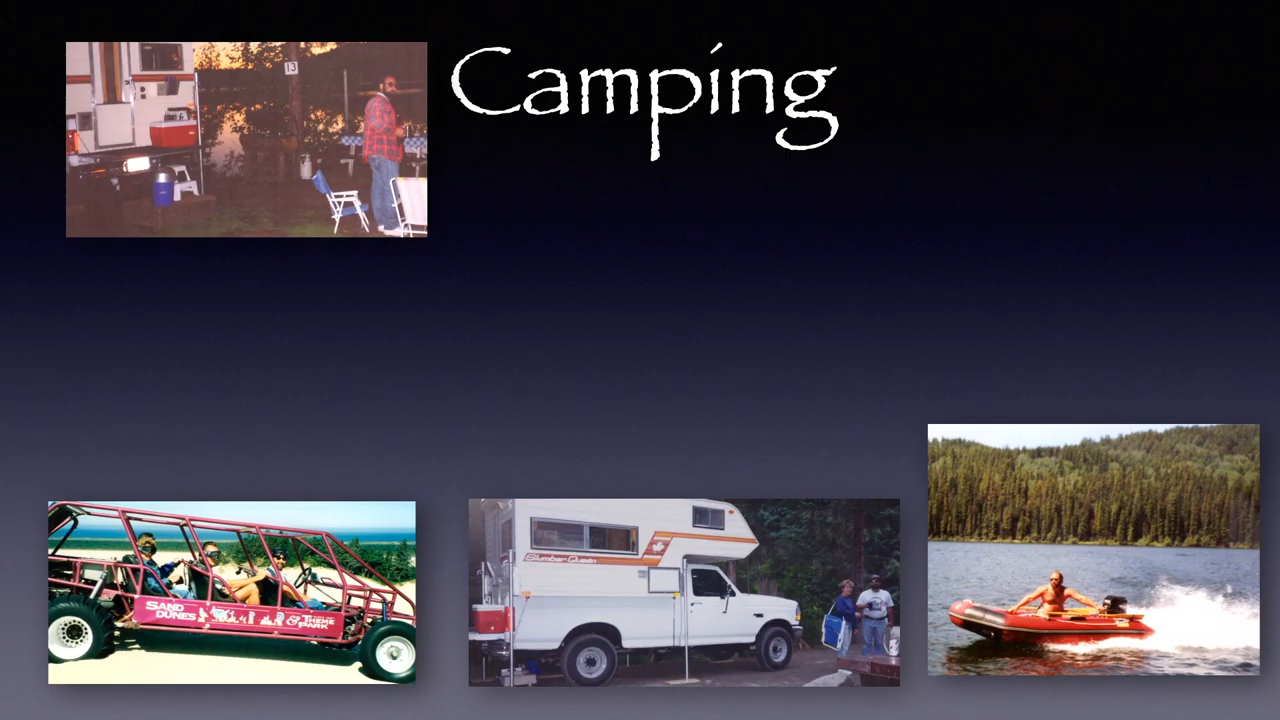 Camping
13
SAND
DUNES
& THEME
PARK
Slumber Queen